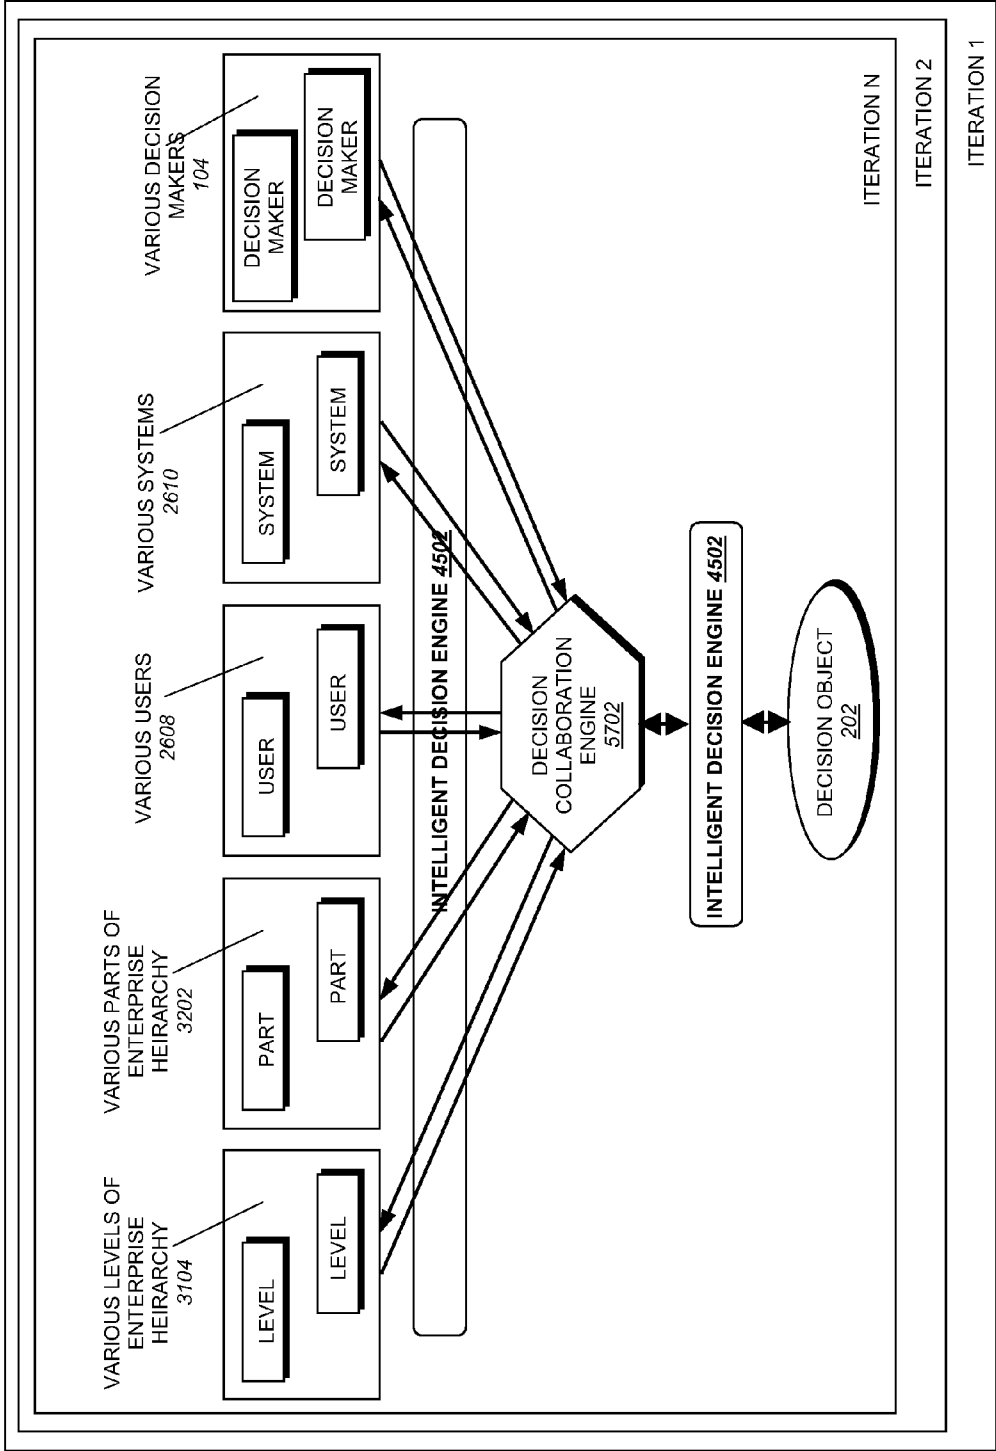 VARIOUS LEVELS OF
ENTERPRISE
HEIRARCHY
3104
VARIOUS PARTS OF
ENTERPRISE
HEIRARCHY
3202
VARIOUS USERS
2608
VARIOUS SYSTEMS
2610
VARIOUS DECISION
MAKERS
104
LEVEL
LEVEL
PART
PART
USER
USER
SYSTEM
SYSTEM
DECISION
MAKER
DECISION
MAKER
INTELLIGENT DECISION ENGINE 4502
DECISION
COLLABORATION
ENGINE
5702
INTELLIGENT DECISION ENGINE 4502
DECISION OBJECT
202
ITERATION N
ITERATION 2
ITERATION 1